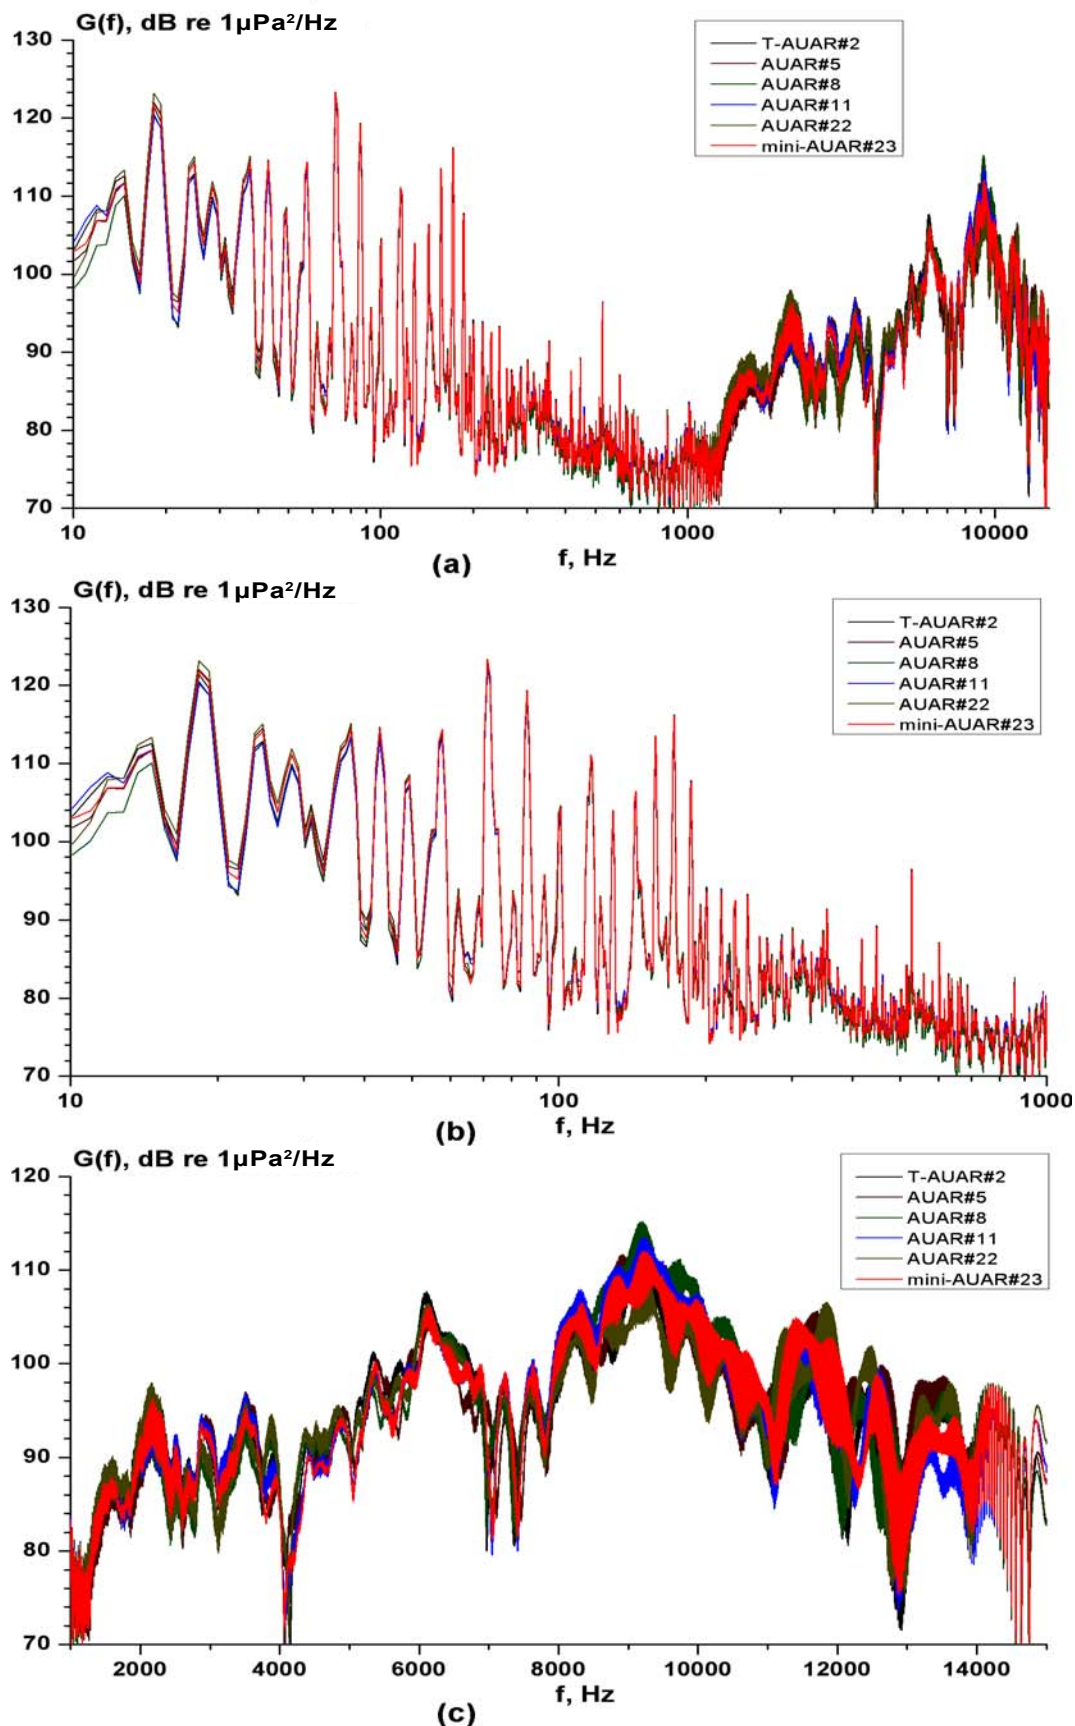 G(f), dB re 1µPa²/Hz
130
120
110
100
90
80
70
10
100
1000
10000
f, Hz
T-AUAR#2
AUAR#5
AUAR#8
AUAR#11
AUAR#22
mini-AUAR#23
(a)
G(f), dB re 1µPa²/Hz
130
120
110
100
90
80
70
10
100
1000
f, Hz
T-AUAR#2
AUAR#5
AUAR#8
AUAR#11
AUAR#22
mini-AUAR#23
(b)
G(f), dB re 1µPa²/Hz
120
110
100
90
80
70
2000
4000
6000
8000
10000
12000
14000
f, Hz
T-AUAR#2
AUAR#5
AUAR#8
AUAR#11
AUAR#22
mini-AUAR#23
(c)